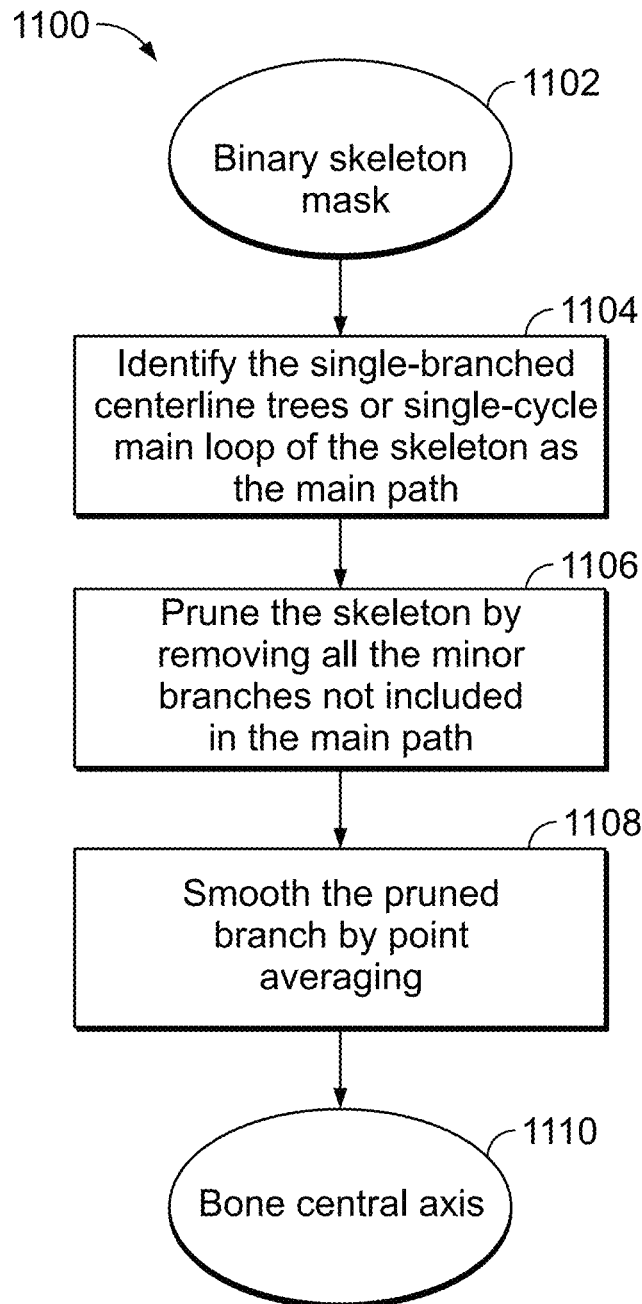 1100
1102
Binary skeleton
mask
1104
Identify the single-branched
centerline trees or single-cycle
main loop of the skeleton as
the main path
1106
Prune the skeleton by
removing all the minor
branches not included
in the main path
1108
Smooth the pruned
branch by point
averaging
1110
Bone central axis